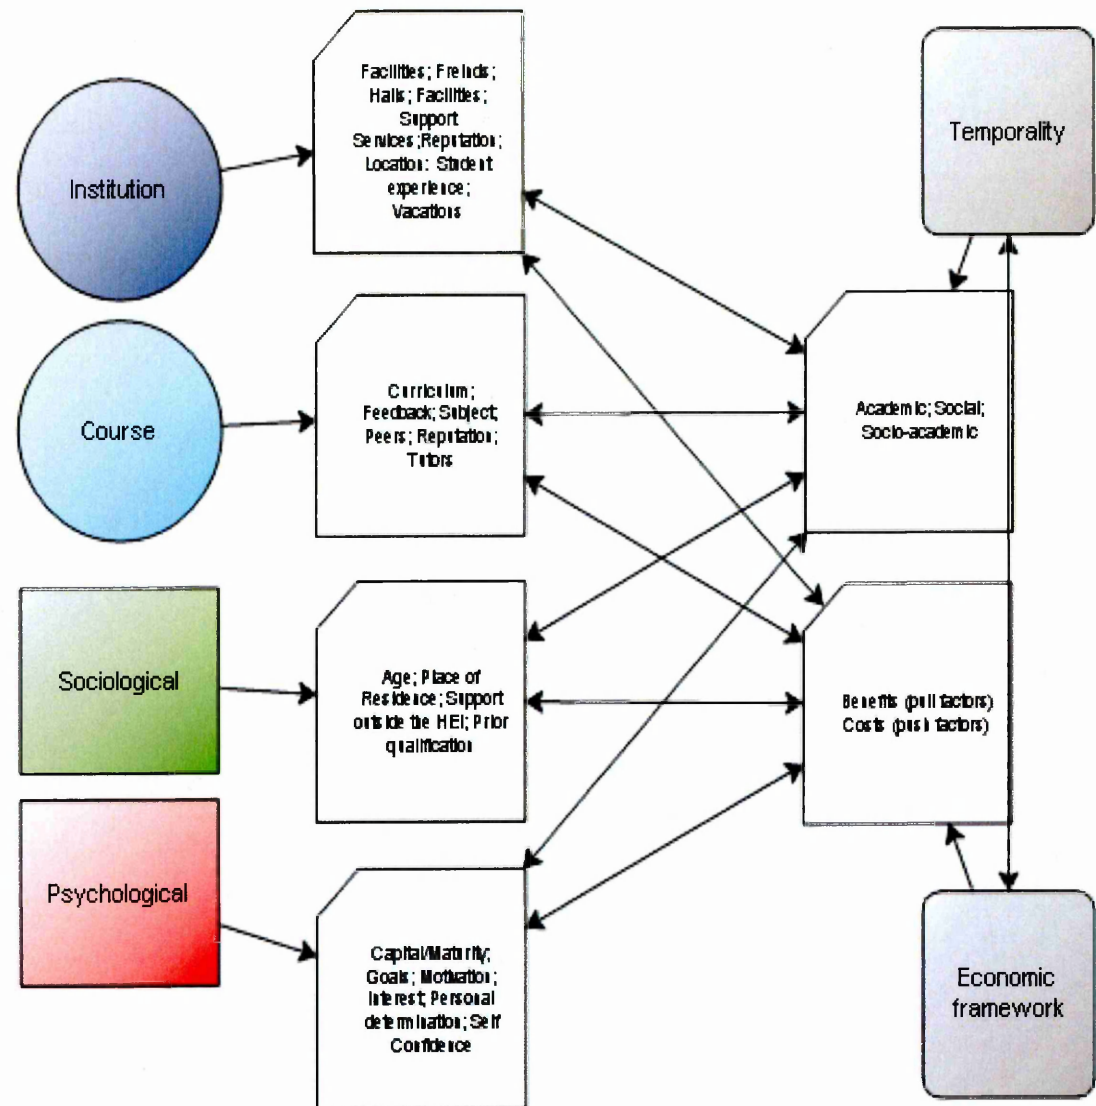 Institution
Facilities; Freinds;
Halls; Facilities;
Support
Services;Reputation;
Location: Student
experience;
Vacations
Temporality
Course
Curriculum;
Feedback; Subject;
Peers; Reputation;
Tutors
Academic; Social;
Socio-academic
Sociological
Age; Place of
Residence; Support
outside the HEI; Prior
qualification
Benefits (pull factors)
Costs (push factors)
Psychological
Capital/Maturity;
Goals; Motivation;
Interest; Personal
determination; Self
Confidence
Economic
framework